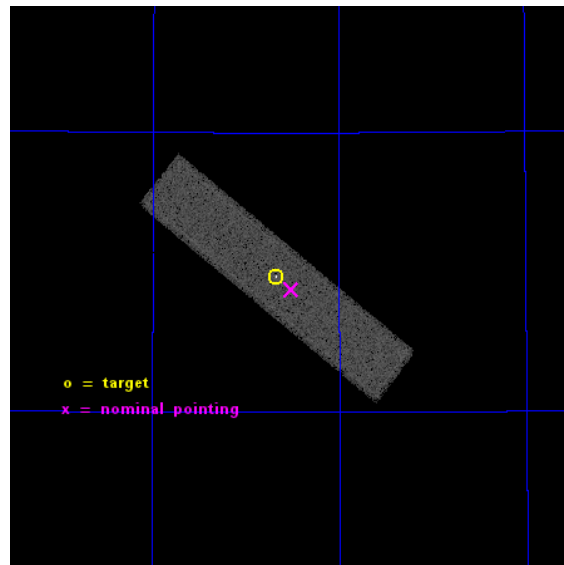 o = target
x = nominal pointing